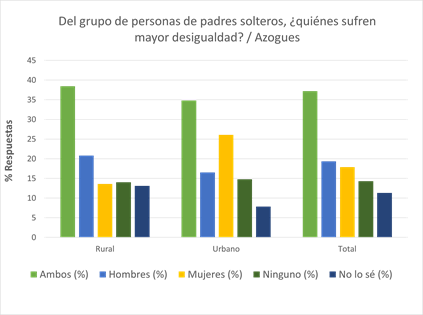 Del grupo de personas de padres solteros, ¿quiénes sufren
mayor desigualdad? / Azogues
% Respuestas
45
40
35
30
25
20
15
10
5
0
Rural Urbano Total
Ambos (%) Hombres (%) Mujeres (%) Ninguno (%) No lo sé (%)